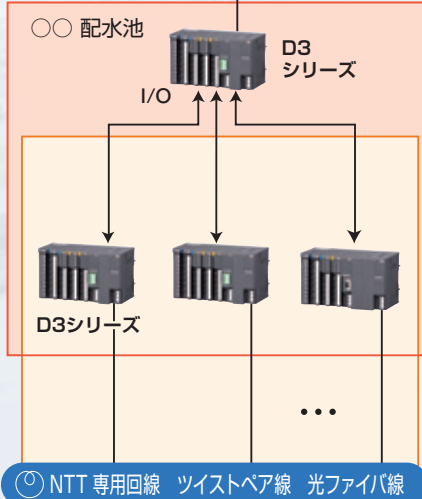 ○○ 配水池
D3
シリーズ
I/O
D3シリーズ
•••
NTT 専用回線 ツイストペア線 光ファイバ線